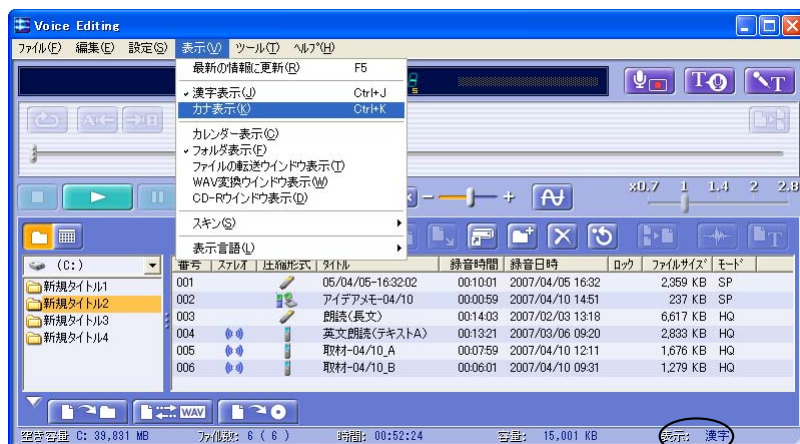 Voice Editing
ファイル(F) 編集(E) 設定(S) 表示(V) ツール(T) ヘルプ(H)
最新の情報に更新(R) F5
漢字表示(J) Ctrl+J
カナ表示(K) Ctrl+K
カレンダー表示(C)
フォルダ表示(F)
ファイルの転送ウインドウ表示(T)
WAV変換ウインドウ表示(W)
CD-Rウインドウ表示(D)
スキン(S)
表示言語(L)
x0.7 1 1.4 2 2.8
(C:)
番号 ステレオ 圧縮形式 タイトル 録音時間 録音日時 ロック ファイルサイズ モード
新規タイトル1
新規タイトル2
新規タイトル3
新規タイトル4
001 05/04/05-16:32:02 00:10:01 2007/04/05 16:32 2,359 KB SP
002 アイデアメモ-04/10 00:00:59 2007/04/10 14:51 237 KB SP
003 朗読(長文) 00:14:03 2007/02/03 13:18 6,617 KB HQ
004 英文朗読(テキストA) 00:13:21 2007/03/06 09:20 2,833 KB HQ
005 取材-04/10_A 00:07:59 2007/04/10 12:11 1,676 KB HQ
006 取材-04/10_B 00:06:01 2007/04/10 09:31 1,279 KB HQ
WAV
空き容量 C: 39,831 MB ファイル数: 6 ( 6 ) 時間: 00:52:24 容量: 15,001 KB 表示: 漢字